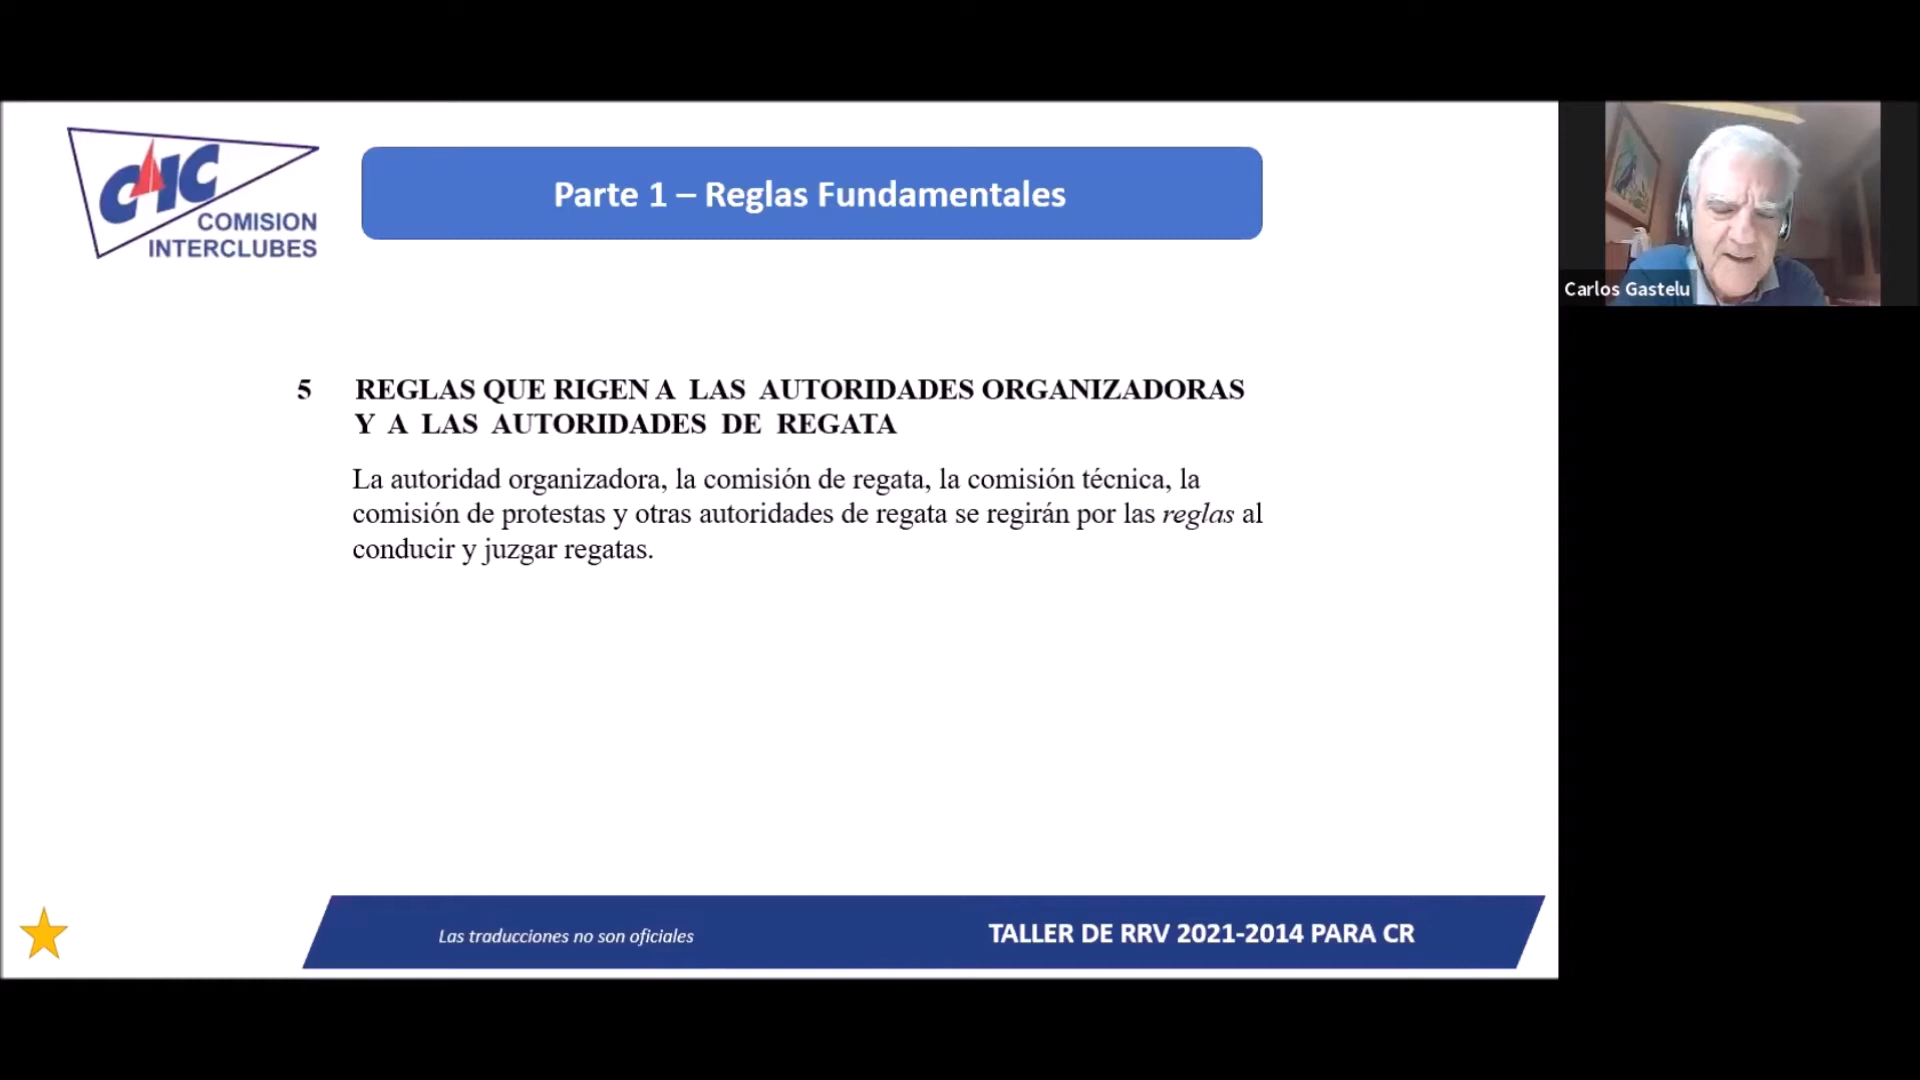 CIC
COMISION
INTERCLUBES
Parte 1 – Reglas Fundamentales
Carlos Gastelu
5 REGLAS QUE RIGEN A LAS AUTORIDADES ORGANIZADORAS
Y A LAS AUTORIDADES DE REGATA
La autoridad organizadora, la comisión de regata, la comisión técnica, la
comisión de protestas y otras autoridades de regata se regirán por las reglas al
conducir y juzgar regatas.
Las traducciones no son oficiales
TALLER DE RRV 2021-2014 PARA CR